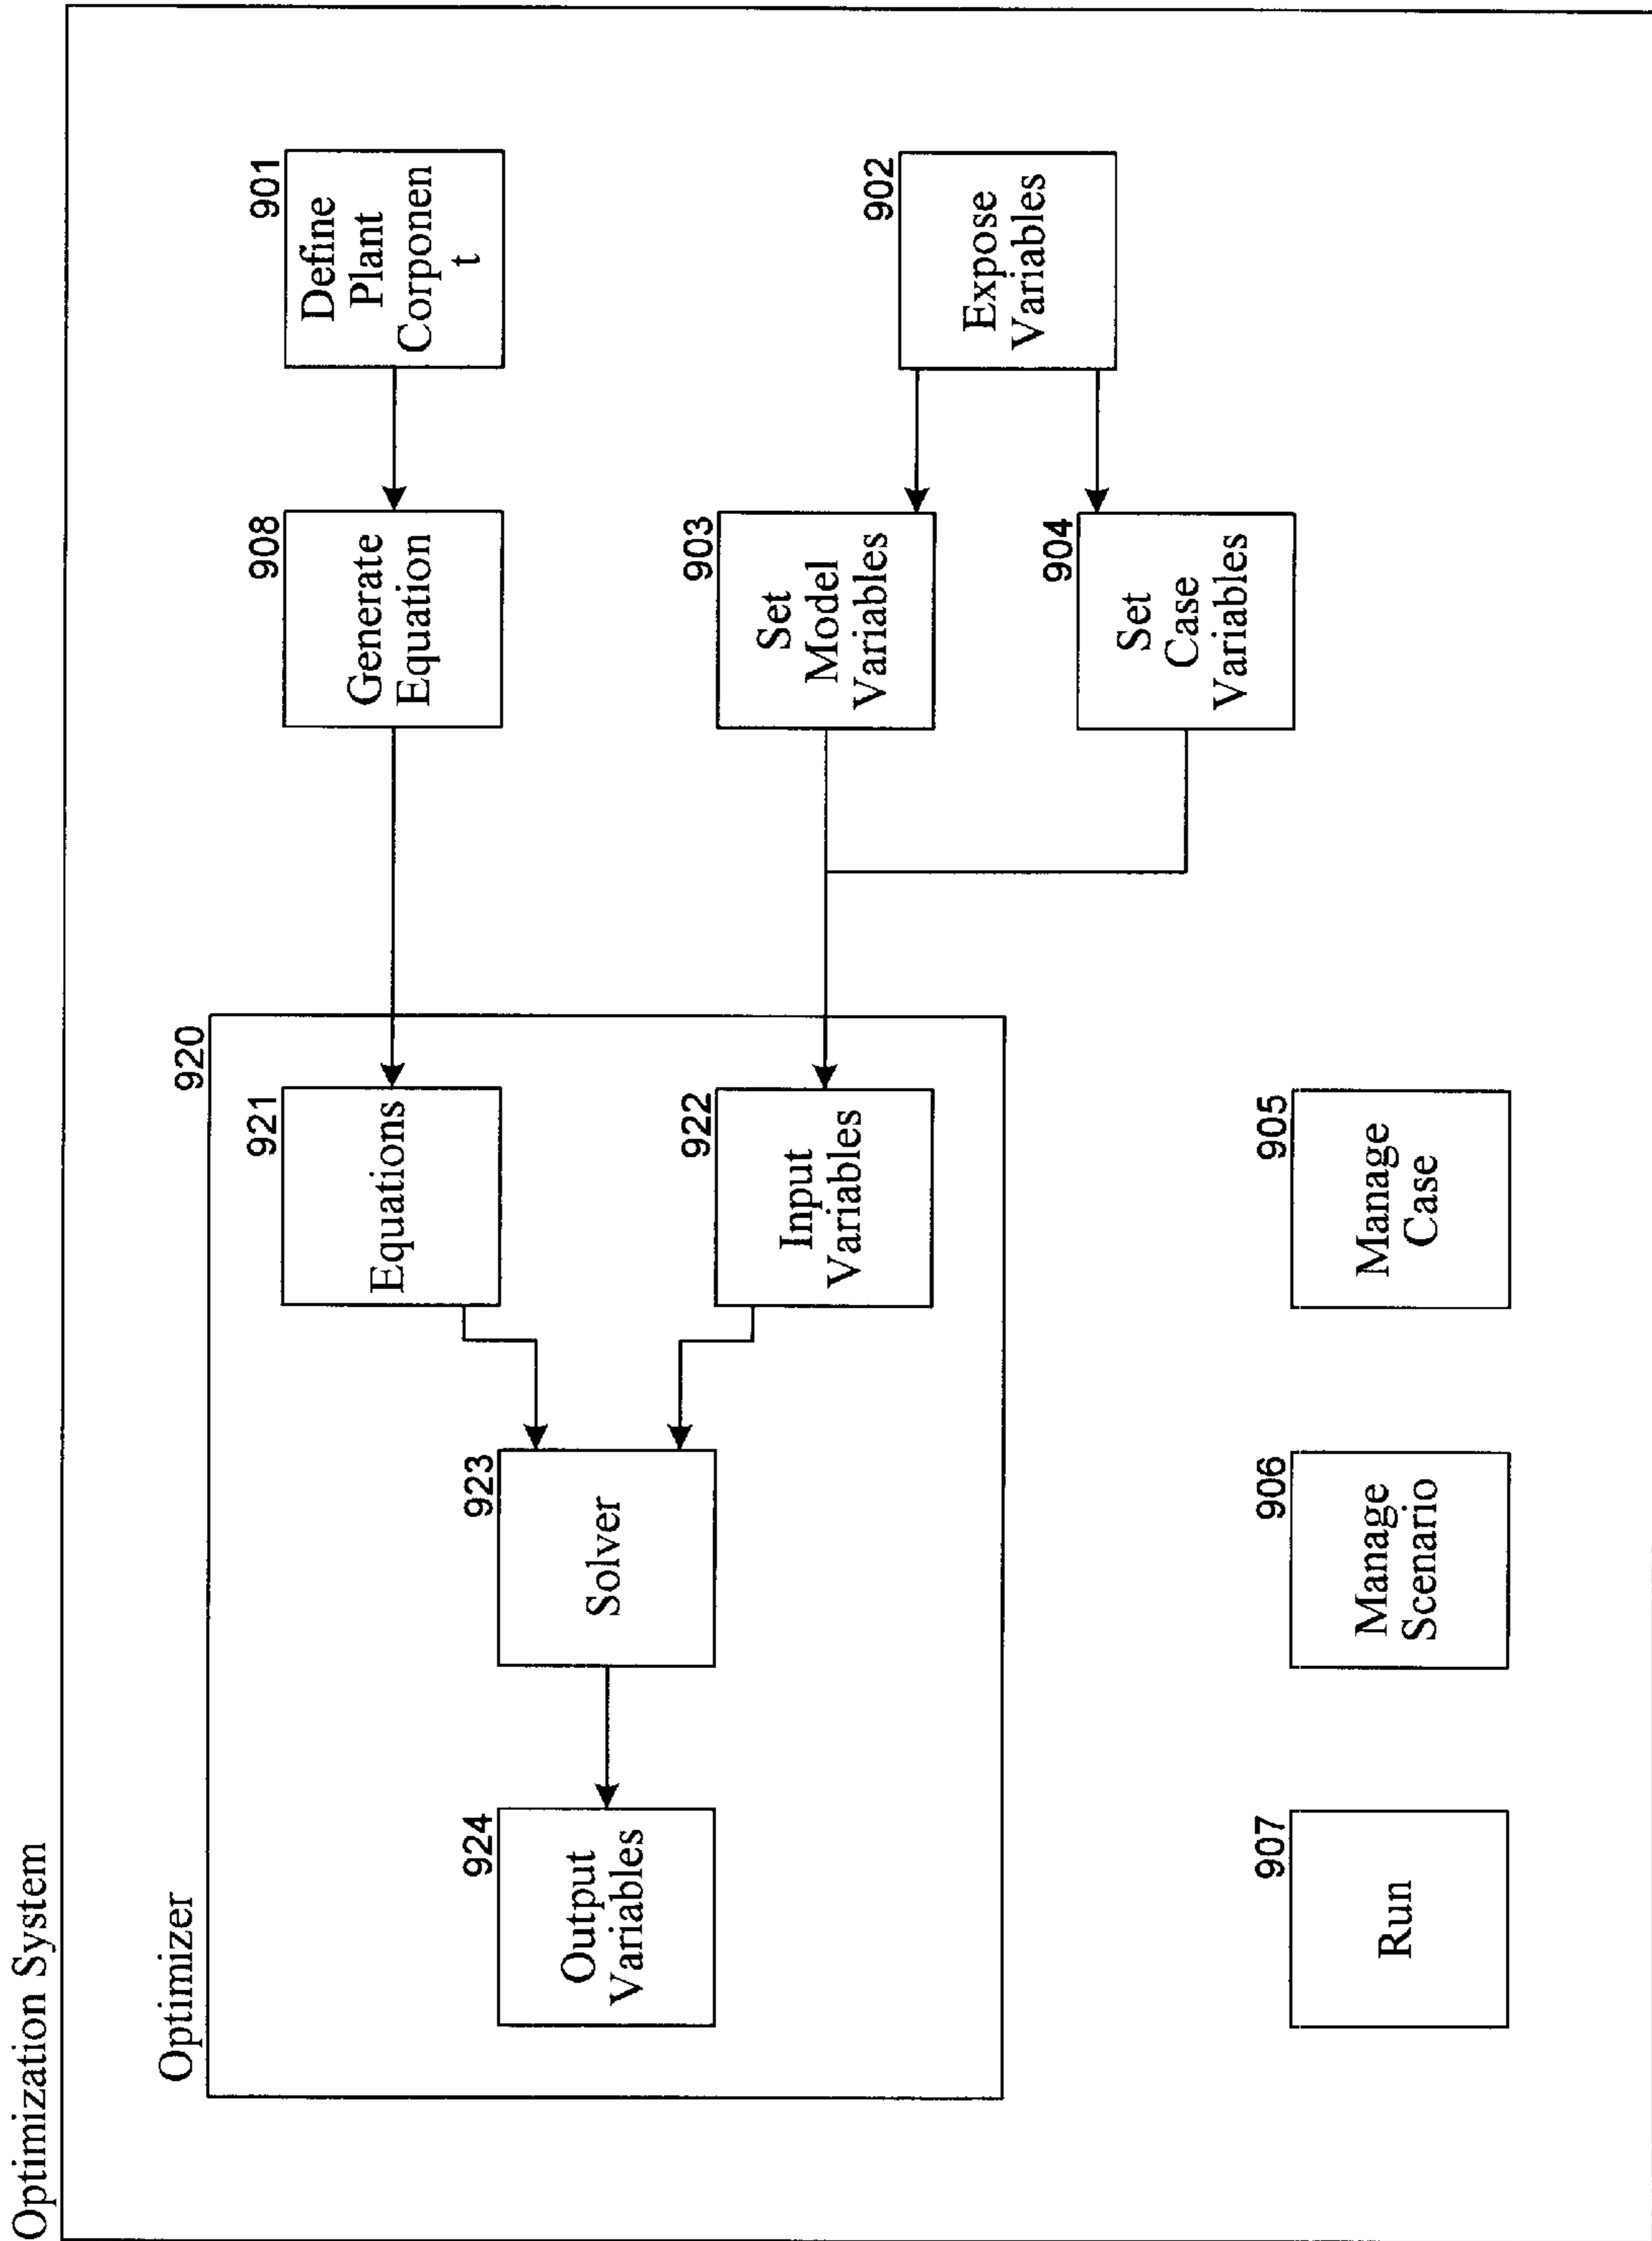 Optimization System
Optimizer
920
921
Equations
908
Generate
Equation
901
Define
Plant
Corponen
t
924
Output
Variables
923
Solver
922
Input
Variables
903
Set
Model
Variables
902
Expose
Variables
904
Set
Case
Variables
907
Run
906
Manage
Scenario
905
Manage
Case